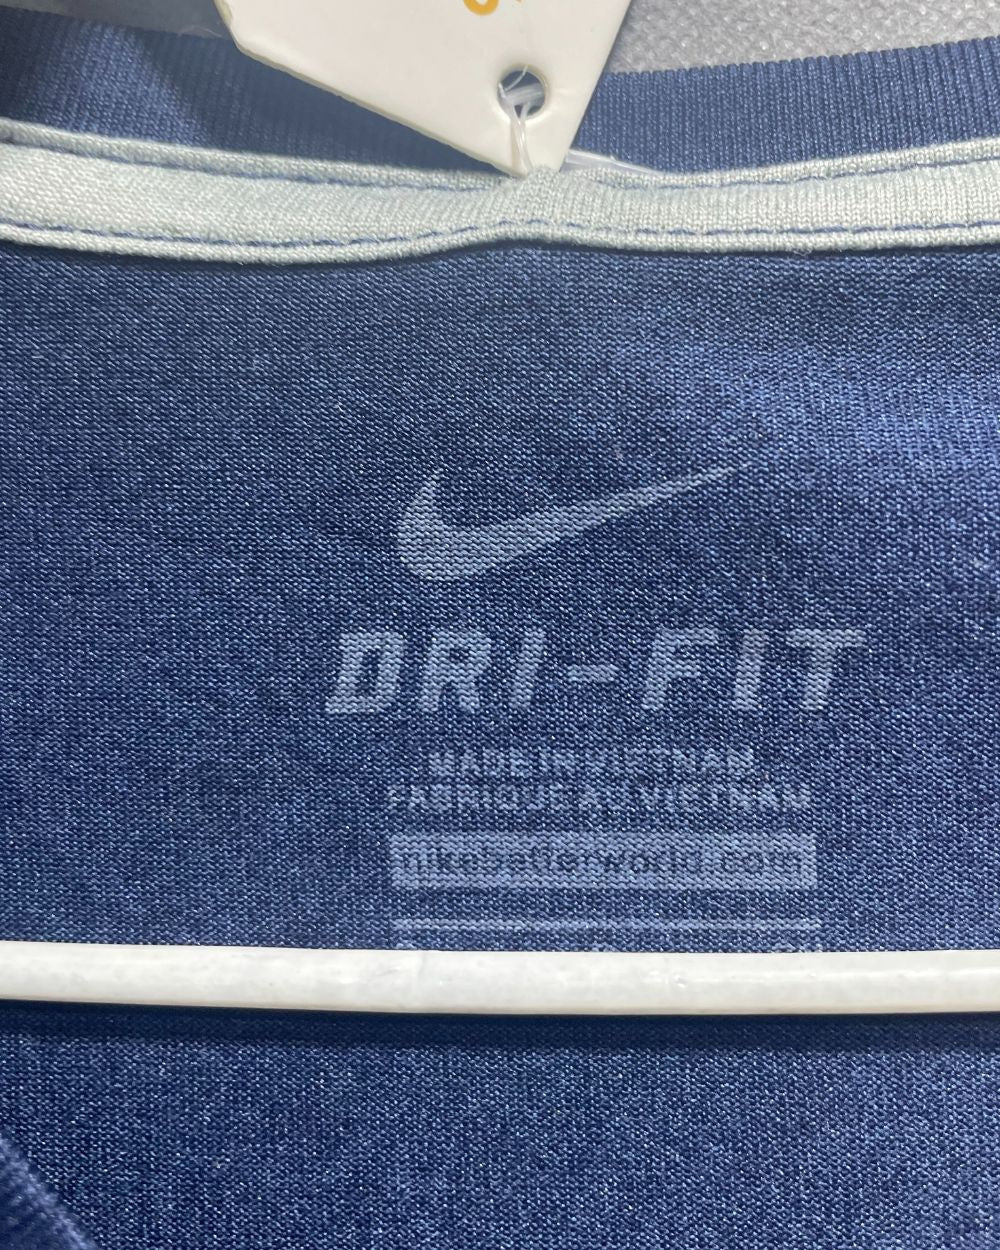 DRI-FIT
MADE IN VIETNAM
FABRIQUE AU VIETNAM
nikebetterworld.com